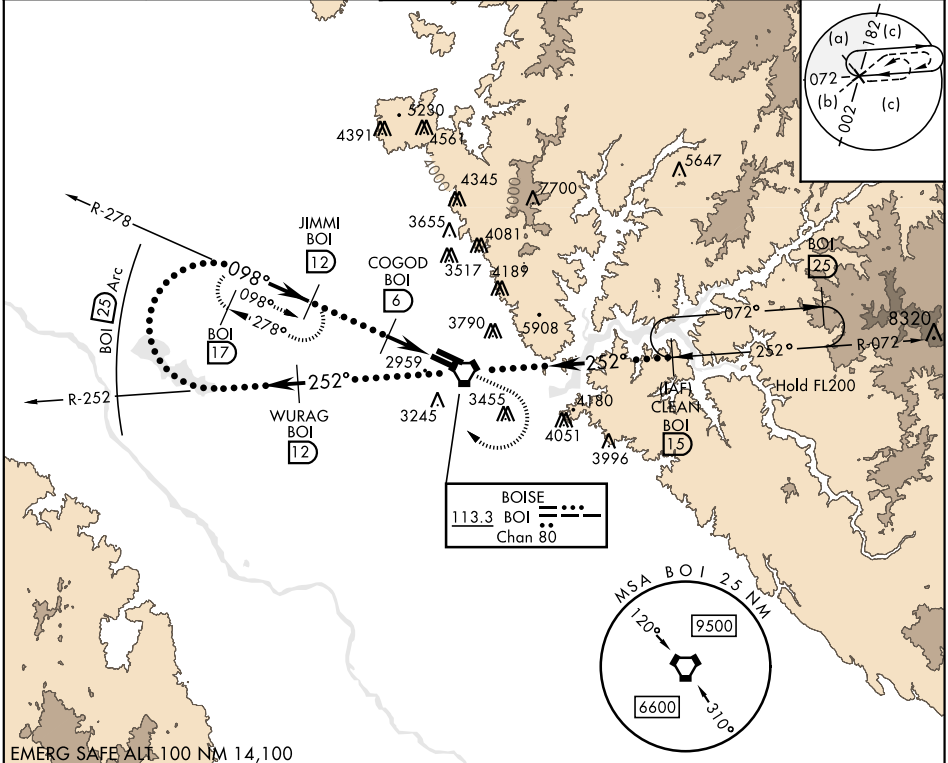 (a)
182
(c)
072
(b)
(c)
002
5230
4391
4561
4000
4345
7700
6000
5647
3655
4081
3517
4189
3790
5908
R-278
JIMMI
BOI
12
COGOD
BOI
6
098°
098°
278°
BOI
17
BOI 25 Arc
BOI
25
072°
8320
252°
R-072
Hold FL200
252°
(IAF)
CLEAN
BOI
15
2959
252°
R-252
WURAG
BOI
12
3245
3455
4180
4051
3996
BOISE
113.3 BOI
Chan 80
MSA BOI 25 NM
120°
9500
6600
310°
EMERG SAFE ALT 100 NM 14,100